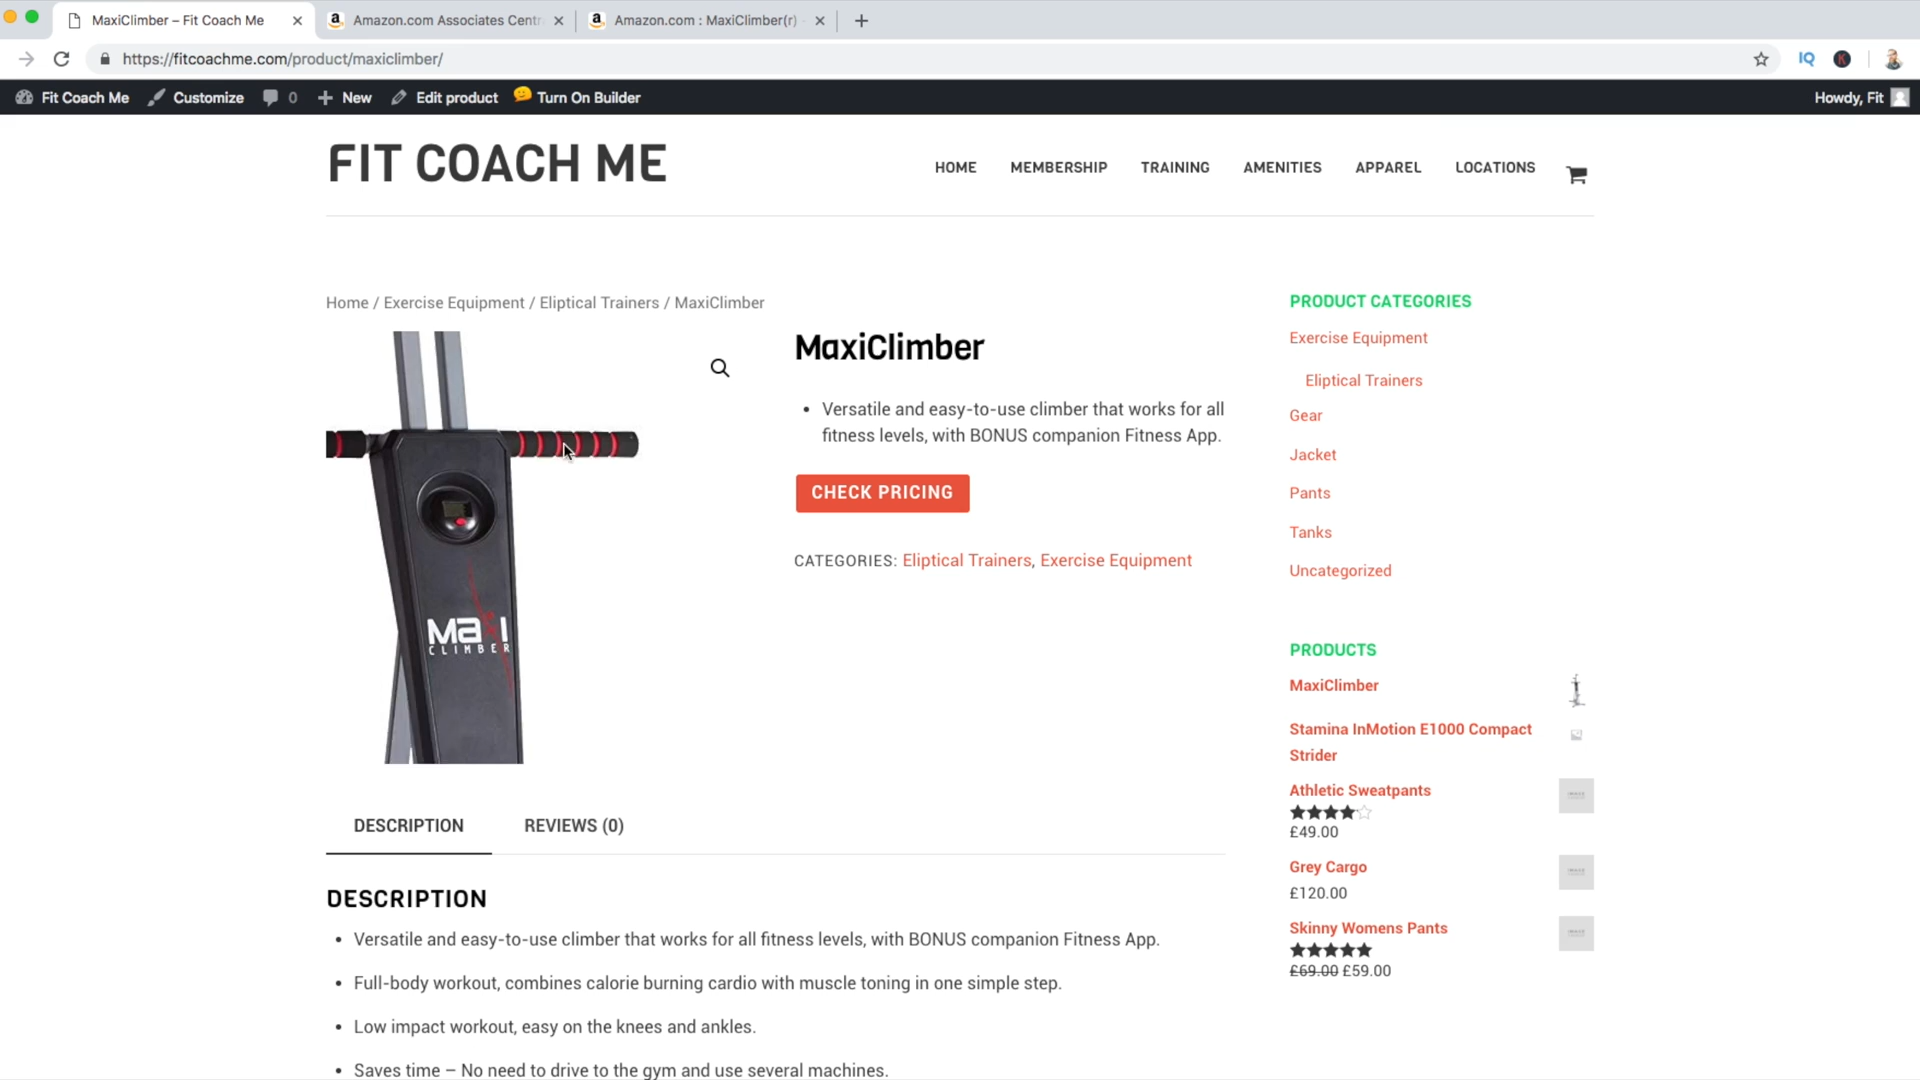 MaxiClimber – Fit Coach Me
Amazon.com Associates Centr
Amazon.com : MaxiClimber(r) -
https://fitcoachme.com/product/maxiclimber/
IQ
K
Fit Coach Me
Customize
0
New
Edit product
Turn On Builder
Howdy, Fit
FIT COACH ME
HOME
MEMBERSHIP
TRAINING
AMENITIES
APPAREL
LOCATIONS
Home / Exercise Equipment / Eliptical Trainers / MaxiClimber
MaxiClimber
• Versatile and easy-to-use climber that works for all
fitness levels, with BONUS companion Fitness App.
CHECK PRICING
CATEGORIES: Eliptical Trainers, Exercise Equipment
Maxi
CLIMBER
DESCRIPTION
REVIEWS (0)
DESCRIPTION
• Versatile and easy-to-use climber that works for all fitness levels, with BONUS companion Fitness App.
• Full-body workout, combines calorie burning cardio with muscle toning in one simple step.
• Low impact workout, easy on the knees and ankles.
• Saves time – No need to drive to the gym and use several machines.
PRODUCT CATEGORIES
Exercise Equipment
Eliptical Trainers
Gear
Jacket
Pants
Tanks
Uncategorized
PRODUCTS
MaxiClimber
Stamina InMotion E1000 Compact
Strider
Athletic Sweatpants
£49.00
Grey Cargo
£120.00
Skinny Womens Pants
£69.00 £59.00